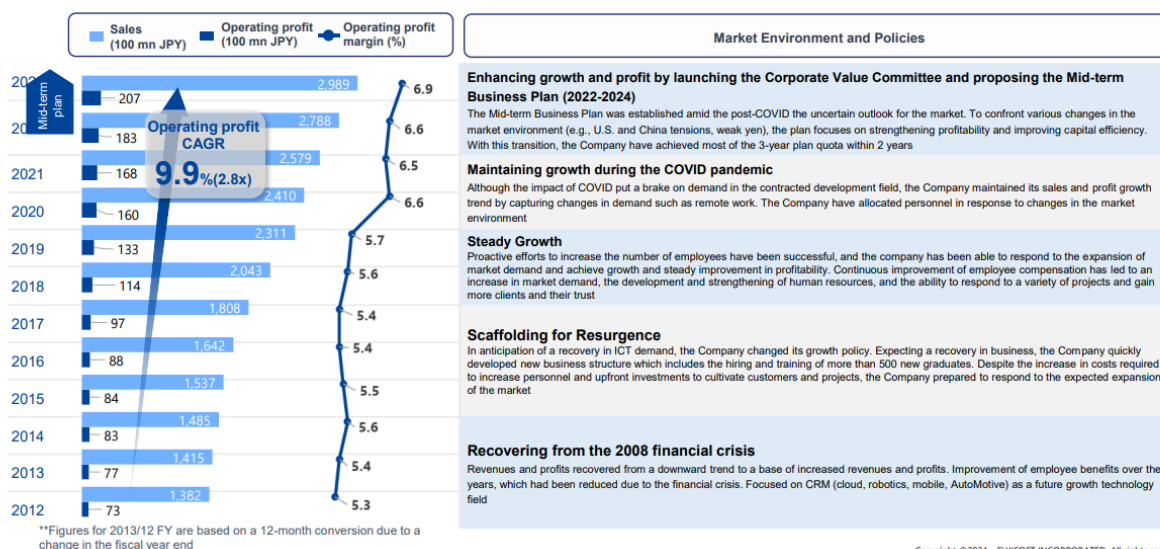 Sales
(100 mn JPY)
Operating profit
(100 mn JPY)
Operating profit
margin (%)
Market Environment and Policies
Mid-term
plan
2,989
207
6.9
2,788
183
6.6
2021
2,579
168
6.5
2020
2,410
160
6.6
2019
2,311
133
5.7
2018
2,043
114
5.6
2017
1,808
97
5.4
2016
1,642
88
5.4
2015
1,537
84
5.5
2014
1,485
83
5.6
2013
1,415
77
5.4
2012
1,382
73
5.3
Operating profit
CAGR
9.9%(2.8x)
**Figures for 2013/12 FY are based on a 12-month conversion due to a
change in the fiscal year end
Enhancing growth and profit by launching the Corporate Value Committee and proposing the Mid-term
Business Plan (2022-2024)
The Mid-term Business Plan was established amid the post-COVID the uncertain outlook for the market. To confront various changes in the
market environment (e.g., U.S. and China tensions, weak yen), the plan focuses on strengthening profitability and improving capital efficiency.
With this transition, the Company have achieved most of the 3-year plan quota within 2 years
Maintaining growth during the COVID pandemic
Although the impact of COVID put a brake on demand in the contracted development field, the Company maintained its sales and profit growth
trend by capturing changes in demand such as remote work. The Company have allocated personnel in response to changes in the market
environment
Steady Growth
Proactive efforts to increase the number of employees have been successful, and the company has been able to respond to the expansion of
market demand and achieve growth and steady improvement in profitability. Continuous improvement of employee compensation has led to an
increase in market demand, the development and strengthening of human resources, and the ability to respond to a variety of projects and gain
more clients and their trust
Scaffolding for Resurgence
In anticipation of a recovery in ICT demand, the Company changed its growth policy. Expecting a recovery in business, the Company quickly
developed new business structure which includes the hiring and training of more than 500 new graduates. Despite the increase in costs required
to increase personnel and upfront investments to cultivate customers and projects, the Company prepared to respond to the expected expansion
of the market
Recovering from the 2008 financial crisis
Revenues and profits recovered from a downward trend to a base of increased revenues and profits. Improvement of employee benefits over the
years, which had been reduced due to the financial crisis. Focused on CRM (cloud, robotics, mobile, AutoMotive) as a future growth technology
field